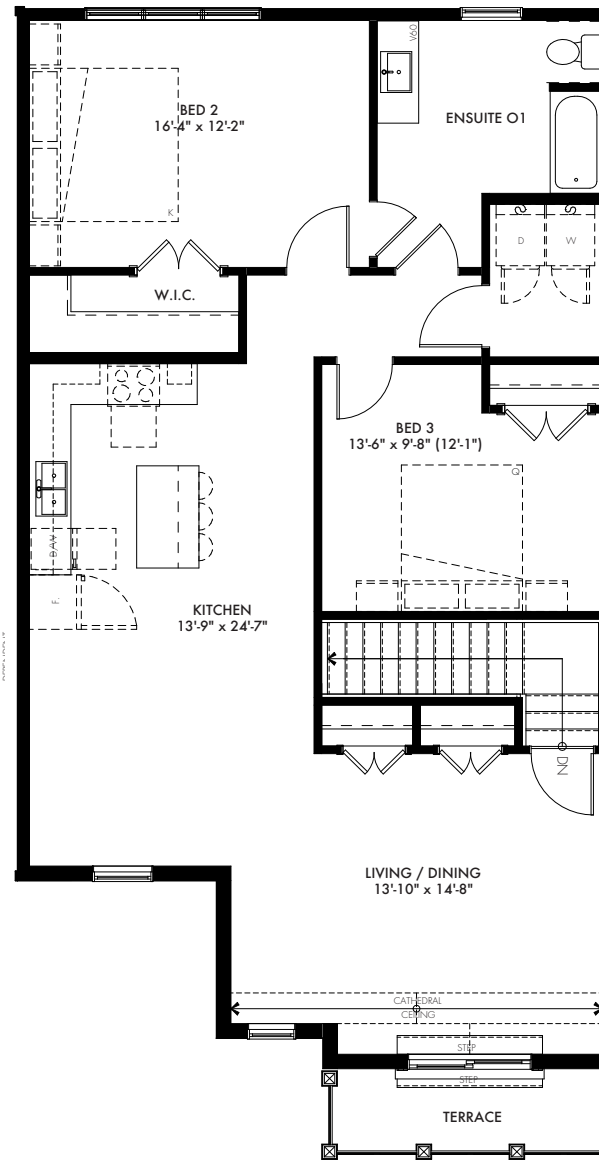 V60
BED 2
16'-4" x 12'-2"
ENSUITE O1
K
D
W
W.I.C.
BED 3
13'-6" x 9'-8" (12'-1")
Q
D/W
F.
KITCHEN
13'-9" x 24'-7"
DN
LIVING / DINING
13'-10" x 14'-8"
CATHEDRAL
CEILING
STEP
STEP
TERRACE